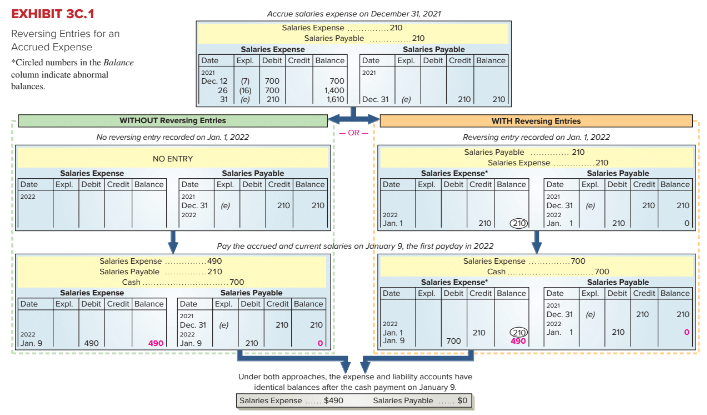 EXHIBIT 3C.1
Reversing Entries for an
Accrued Expense
*Circled numbers in the Balance
column indicate abnormal
balances.
Accrue salaries expense on December 31, 2021
Salaries Expense ..............210
Salaries Payable ..............210
Salaries Expense
Date Expl. Debit Credit Balance
2021
Dec. 12 (7) 700 700
26 (16) 700 1,400
31 (e) 210 1,610
Salaries Payable
Date Expl. Debit Credit Balance
2021
Dec. 31 (e) 210 210
WITHOUT Reversing Entries
— OR —
WITH Reversing Entries
No reversing entry recorded on Jan. 1, 2022
NO ENTRY
Salaries Expense
Date Expl. Debit Credit Balance
2022
Salaries Payable
Date Expl. Debit Credit Balance
2021
Dec. 31 (e) 210 210
2022
Reversing entry recorded on Jan. 1, 2022
Salaries Payable ..........210
Salaries Expense ..........210
Salaries Expense*
Date Expl. Debit Credit Balance
2022
Jan. 1 210 210
Salaries Payable
Date Expl. Debit Credit Balance
2021
Dec. 31 (e) 210 210
2022
Jan. 1 210 0
Pay the accrued and current salaries on January 9, the first payday in 2022
Salaries Expense ..............490
Salaries Payable ..............210
Cash ..............700
Salaries Expense
Date Expl. Debit Credit Balance
2022
Jan. 9 490 490
Salaries Payable
Date Expl. Debit Credit Balance
2021
Dec. 31 (e) 210 210
2022
Jan. 9 210 0
Salaries Expense ..............700
Cash ..............700
Salaries Expense*
Date Expl. Debit Credit Balance
2022
Jan. 1 210 210
Jan. 9 700 490
Salaries Payable
Date Expl. Debit Credit Balance
2021
Dec. 31 (e) 210 210
2022
Jan. 1 210 0
Under both approaches, the expense and liability accounts have
identical balances after the cash payment on January 9.
Salaries Expense ...... $490 Salaries Payable ...... $0